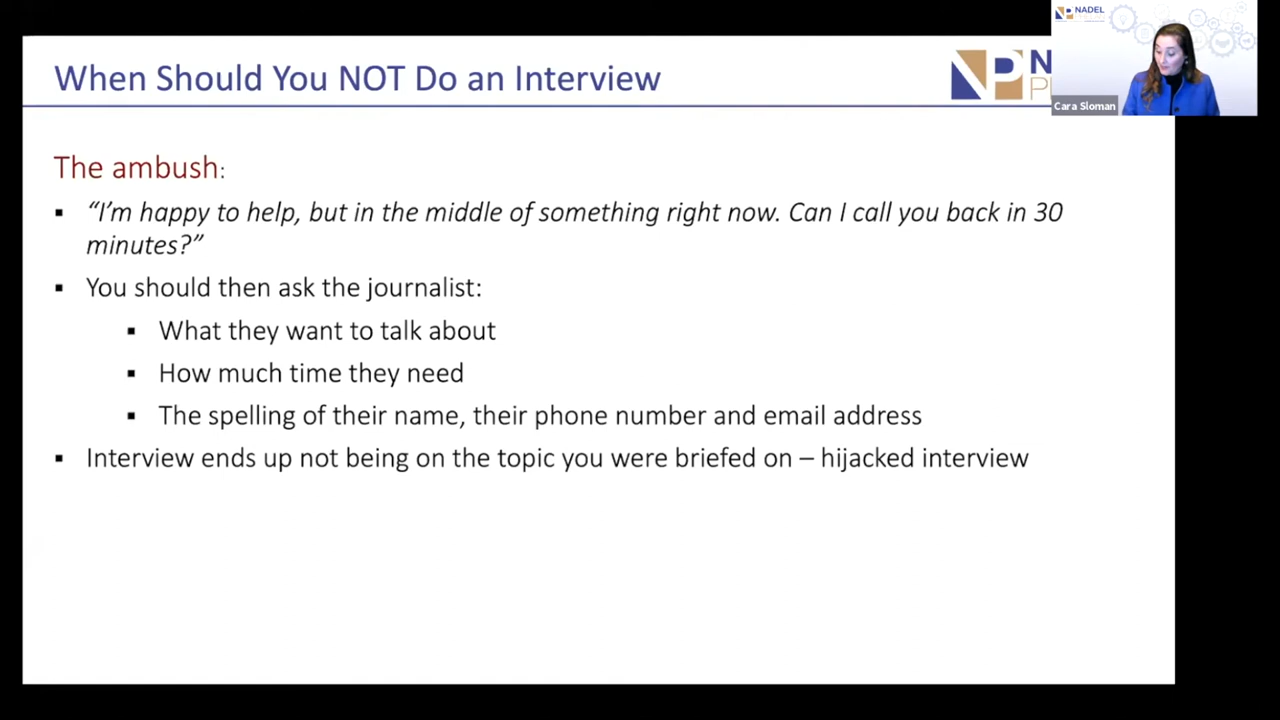 When Should You NOT Do an Interview
NADEL
Cara Sloman
The ambush:
▪ “I’m happy to help, but in the middle of something right now. Can I call you back in 30
minutes?”
▪ You should then ask the journalist:
▪ What they want to talk about
▪ How much time they need
▪ The spelling of their name, their phone number and email address
▪ Interview ends up not being on the topic you were briefed on – hijacked interview